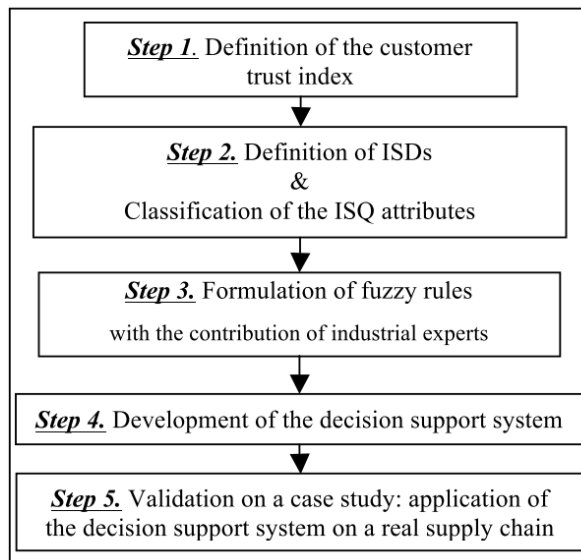 Step 1. Definition of the customer
trust index
Step 2. Definition of ISDs
&
Classification of the ISQ attributes
Step 3. Formulation of fuzzy rules
with the contribution of industrial experts
Step 4. Development of the decision support system
Step 5. Validation on a case study: application of
the decision support system on a real supply chain